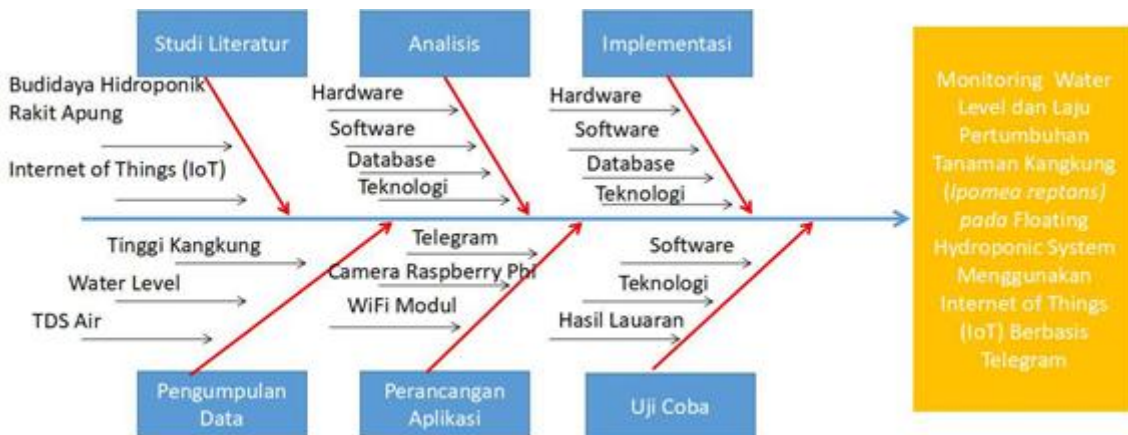 Studi Literatur
Analisis
Implementasi
Budidaya Hidroponik
Rakit Apung
Internet of Things (IoT)
Hardware
Software
Database
Teknologi
Hardware
Software
Database
Teknologi
Tinggi Kangkung
Water Level
TDS Air
Telegram
Camera Raspberry PhI
WiFi Modul
Software
Teknologi
Hasil Lauaran
Pengumpulan
Data
Perancangan
Aplikasi
Uji Coba
Monitoring Water
Level dan Laju
Pertumbuhan
Tanaman Kangkung
(Ipomea reptans)
pada Floating
Hydroponic System
Menggunakan
Internet of Things
(IoT) Berbasis
Telegram